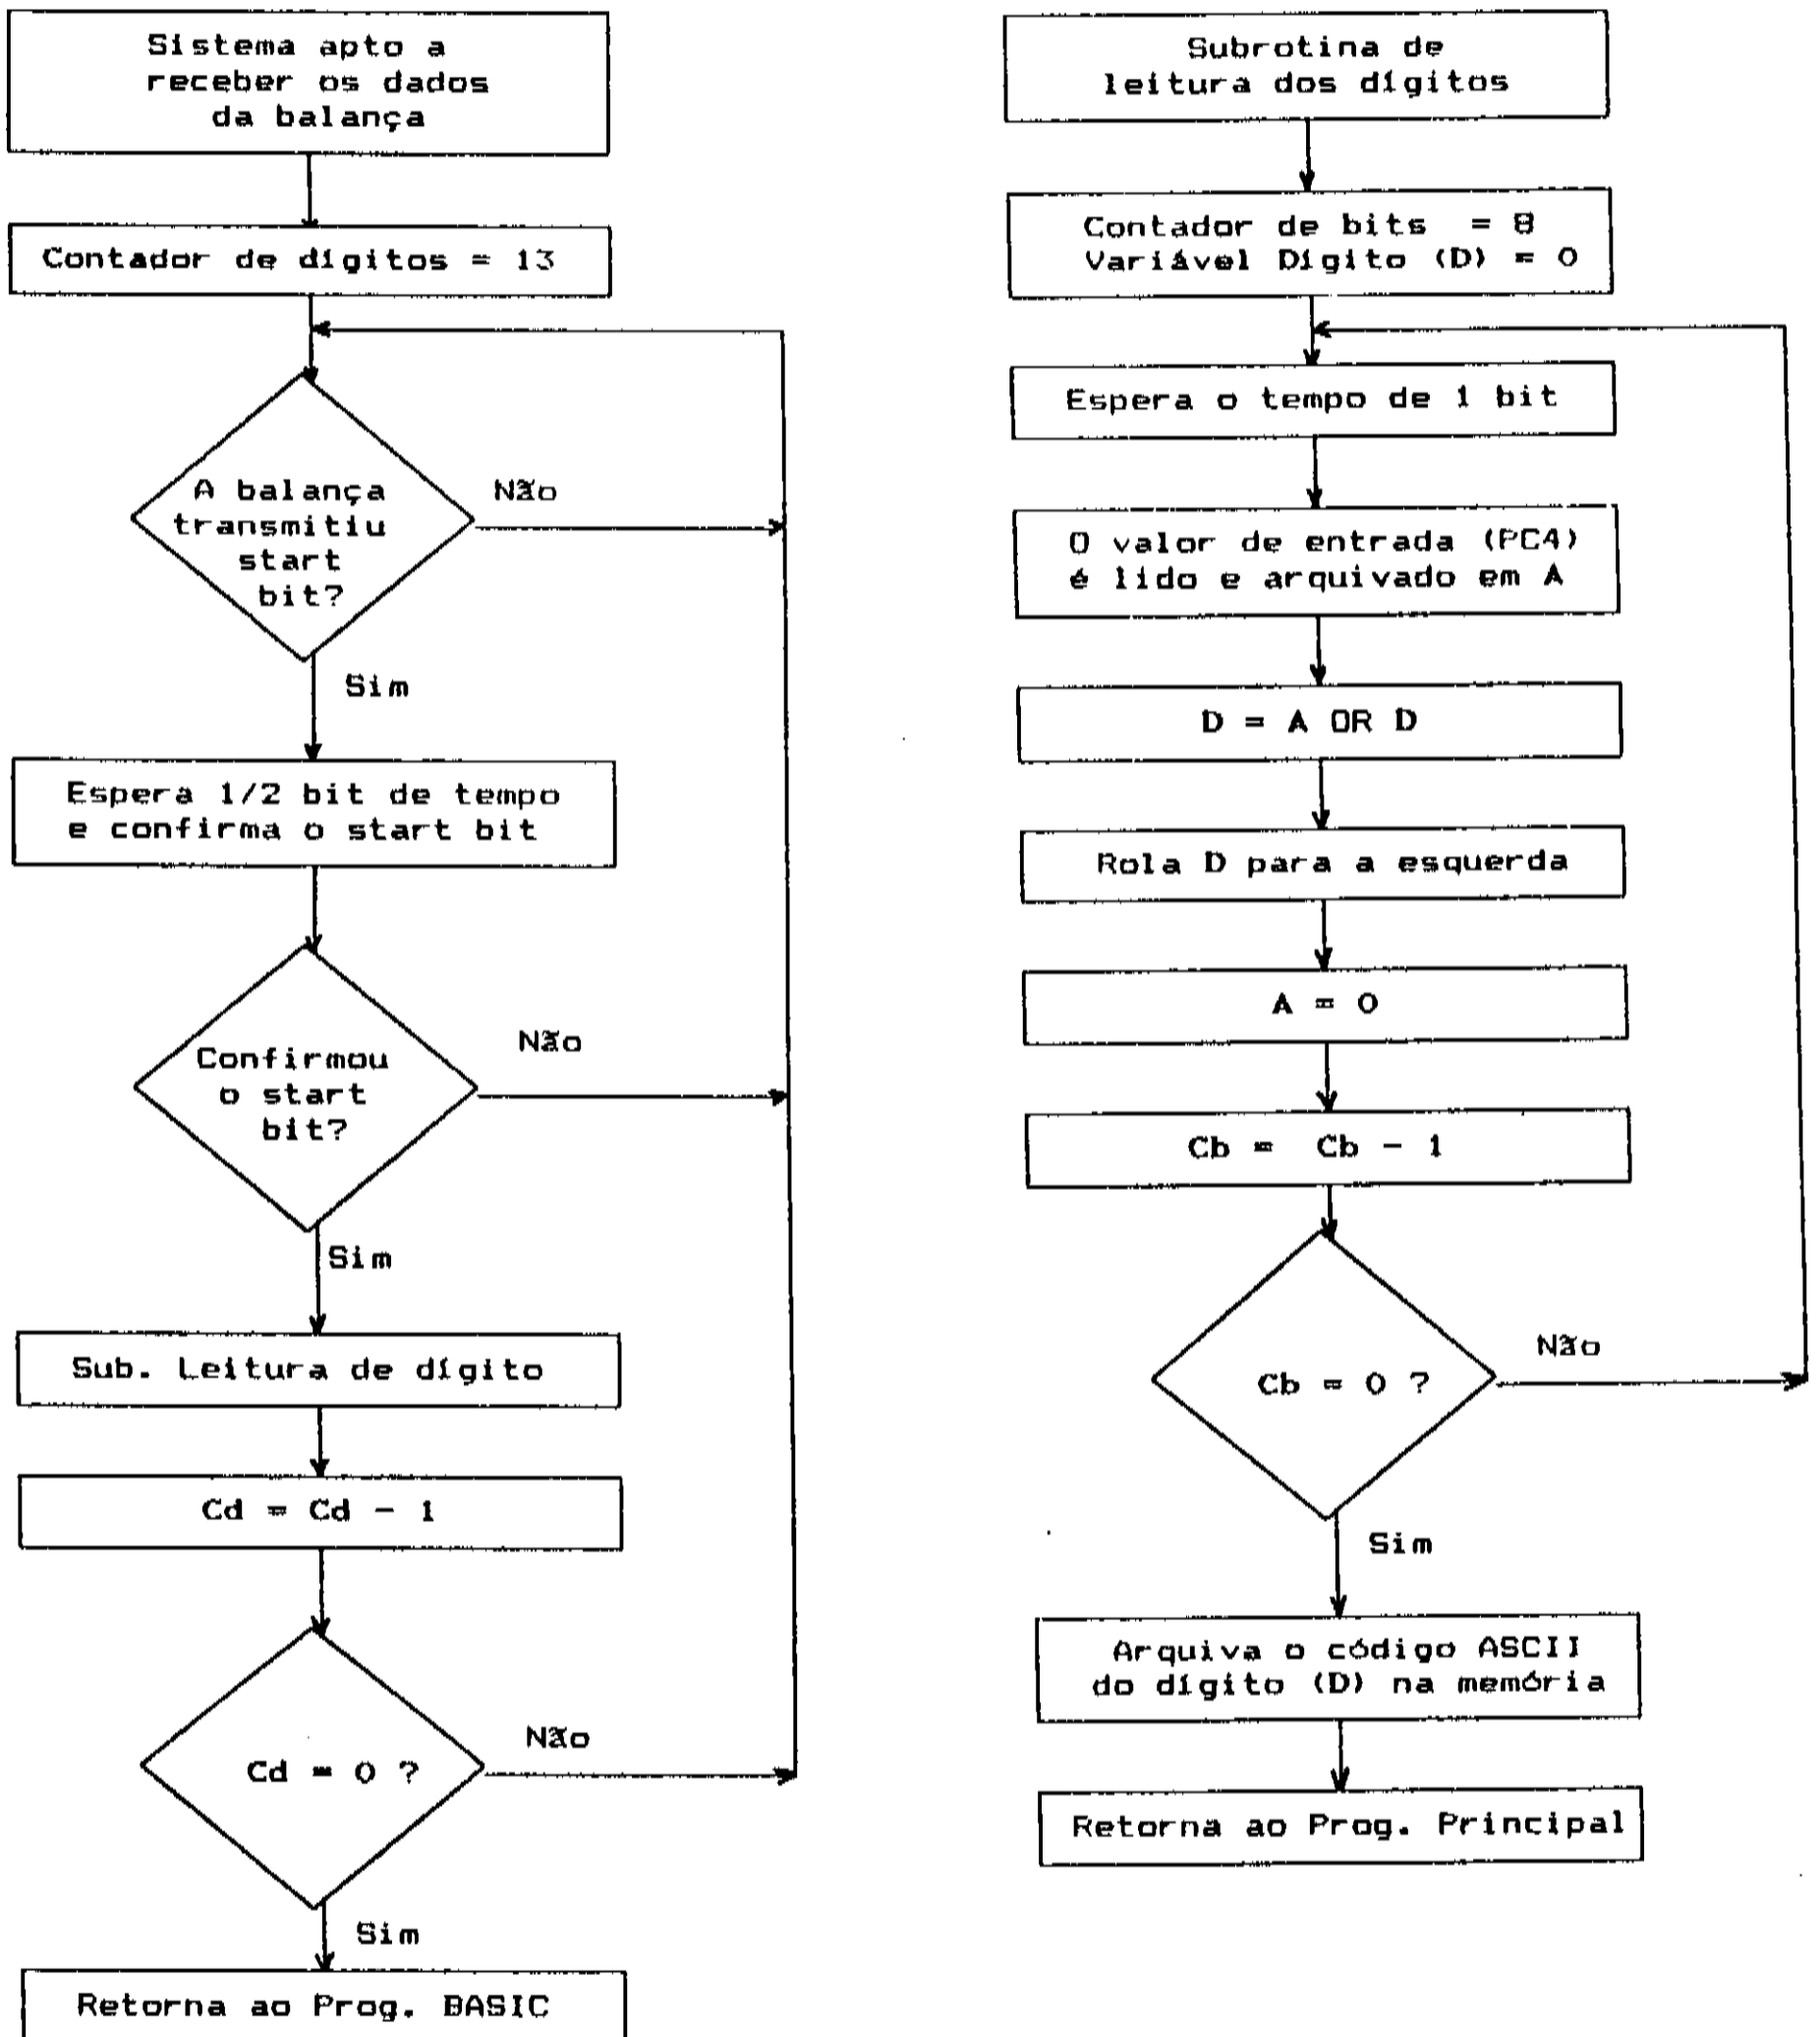 Sistema apto a
receber os dados
da balança
Contador de dígitos = 13
A balança
transmitiu
start
bit?
Não
Sim
Espera 1/2 bit de tempo
e confirma o start bit
Confirmou
o start
bit?
Não
Sim
Sub. Leitura de dígito
Cd = Cd - 1
Cd = 0 ?
Não
Sim
Retorna ao Prog. BASIC
Subrotina de
leitura dos dígitos
Contador de bits = 8
Variável Dígito (D) = 0
Espera o tempo de 1 bit
O valor de entrada (PC4)
é lido e arquivado em A
D = A OR D
Rola D para a esquerda
A = 0
Cb = Cb - 1
Cb = 0 ?
Não
Sim
Arquiva o código ASCII
do dígito (D) na memória
Retorna ao Prog. Principal